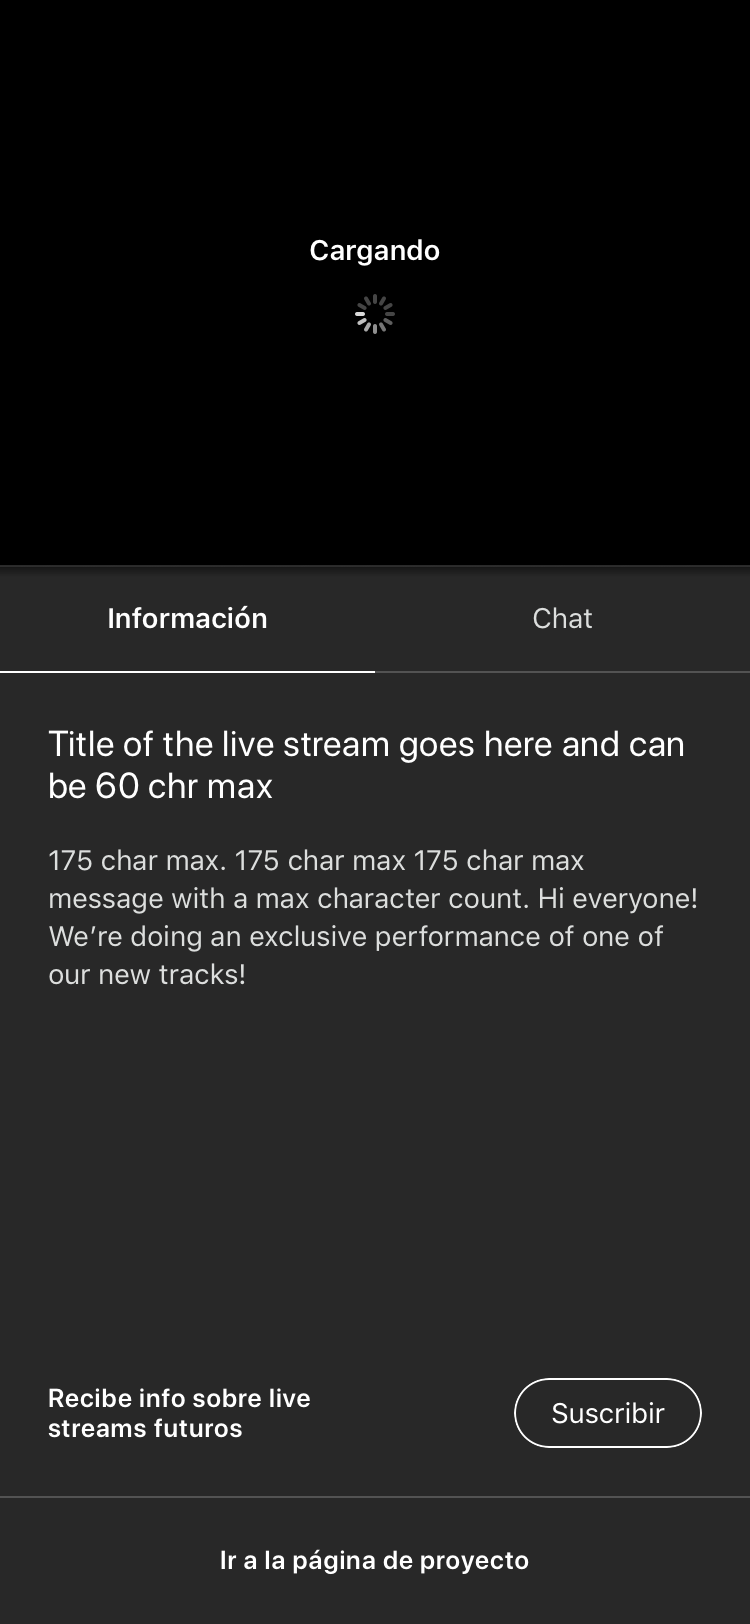 Cargando
Información
Chat
Title of the live stream goes here and can
be 60 chr max
175 char max. 175 char max 175 char max
message with a max character count. Hi everyone!
We’re doing an exclusive performance of one of
our new tracks!
Recibe info sobre live
streams futuros
Suscribir
Ir a la página de proyecto